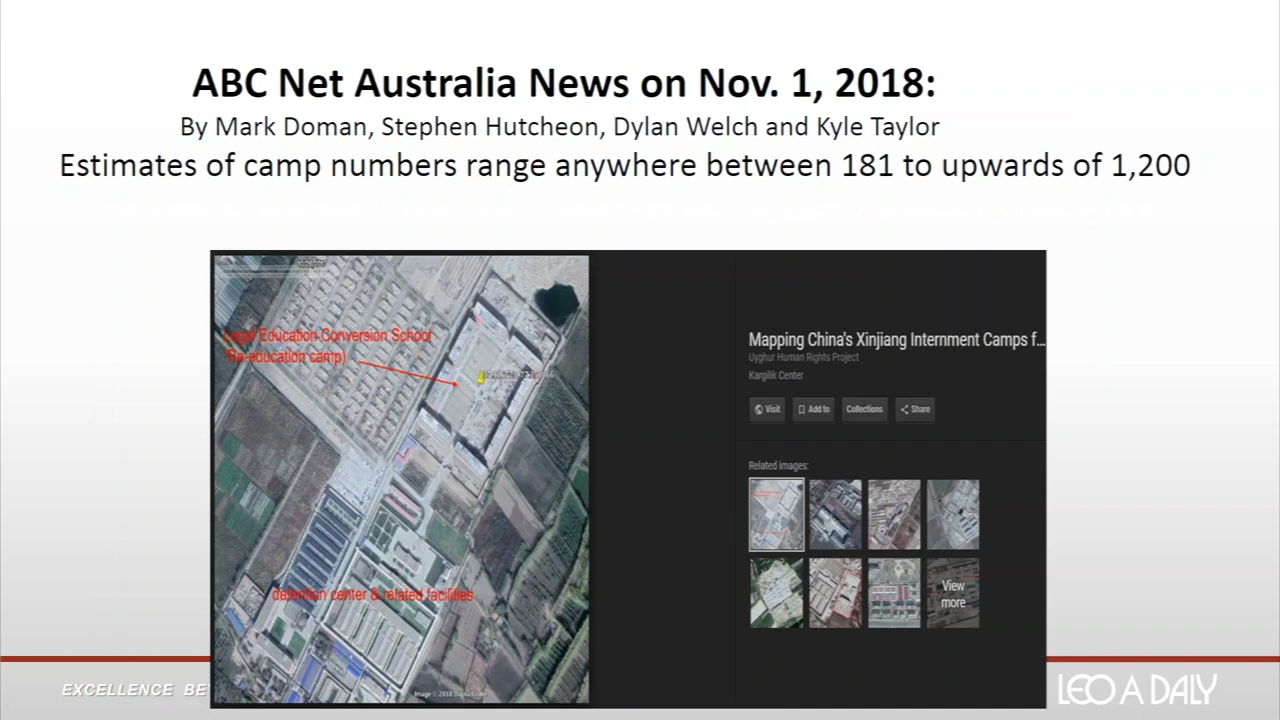 ABC Net Australia News on Nov. 1, 2018:
By Mark Doman, Stephen Hutcheon, Dylan Welch and Kyle Taylor
Estimates of camp numbers range anywhere between 181 to upwards of 1,200
Legal Education Conversion School
"Re-education camp)
detention center & related facilities
Image © 2018
Mapping China's Xinjiang Internment Camps f...
Uyghur Human Rights Project
Kargilik Center
Visit Add to Collections Share
Related images:
View
more
EXCELLENCE BE
LEO A DALY